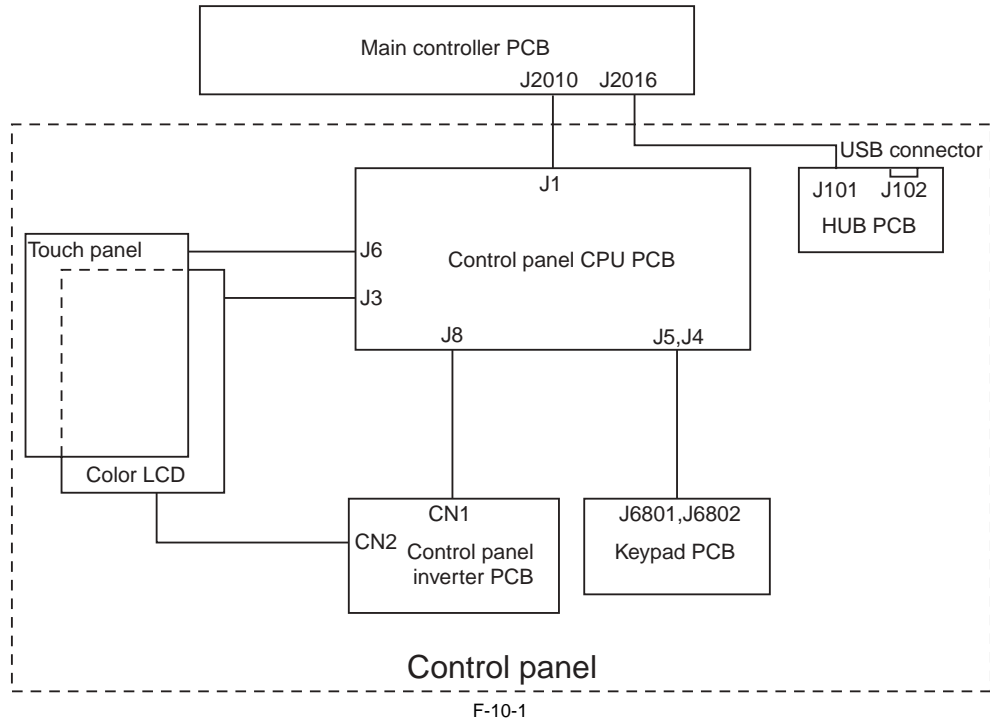 Main controller PCB
J2010 J2016
USB connector
J1
J101 J102
HUB PCB
Touch panel
J6
Control panel CPU PCB
J3
J8
J5,J4
Color LCD
CN1
J6801,J6802
CN2
Control panel
inverter PCB
Keypad PCB
Control panel
F-10-1